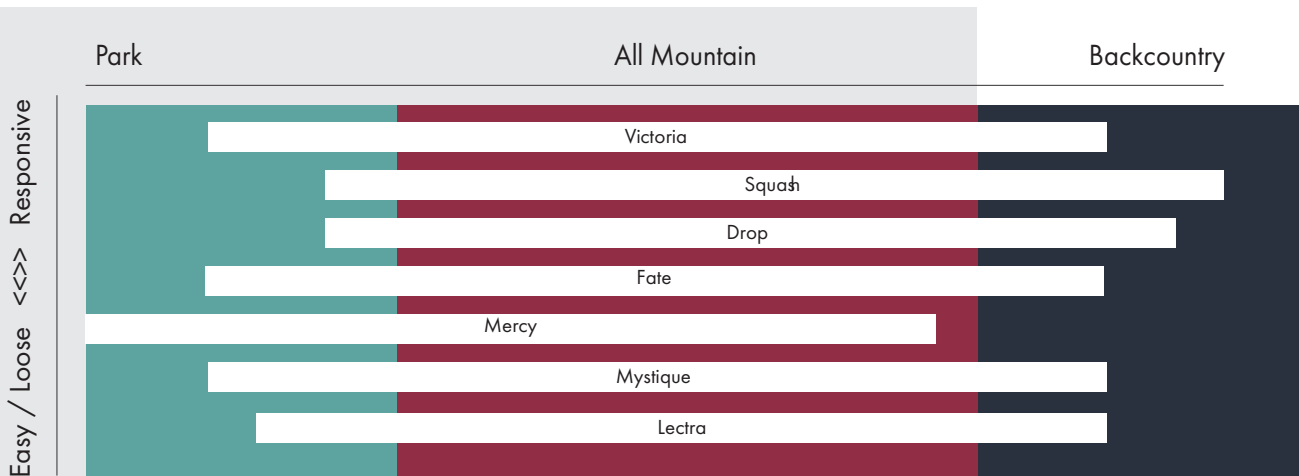 Park All Mountain Backcountry
Easy / Loose <<>> Responsive
Victoria
Squash
Drop
Fate
Mercy
Mystique
Lectra